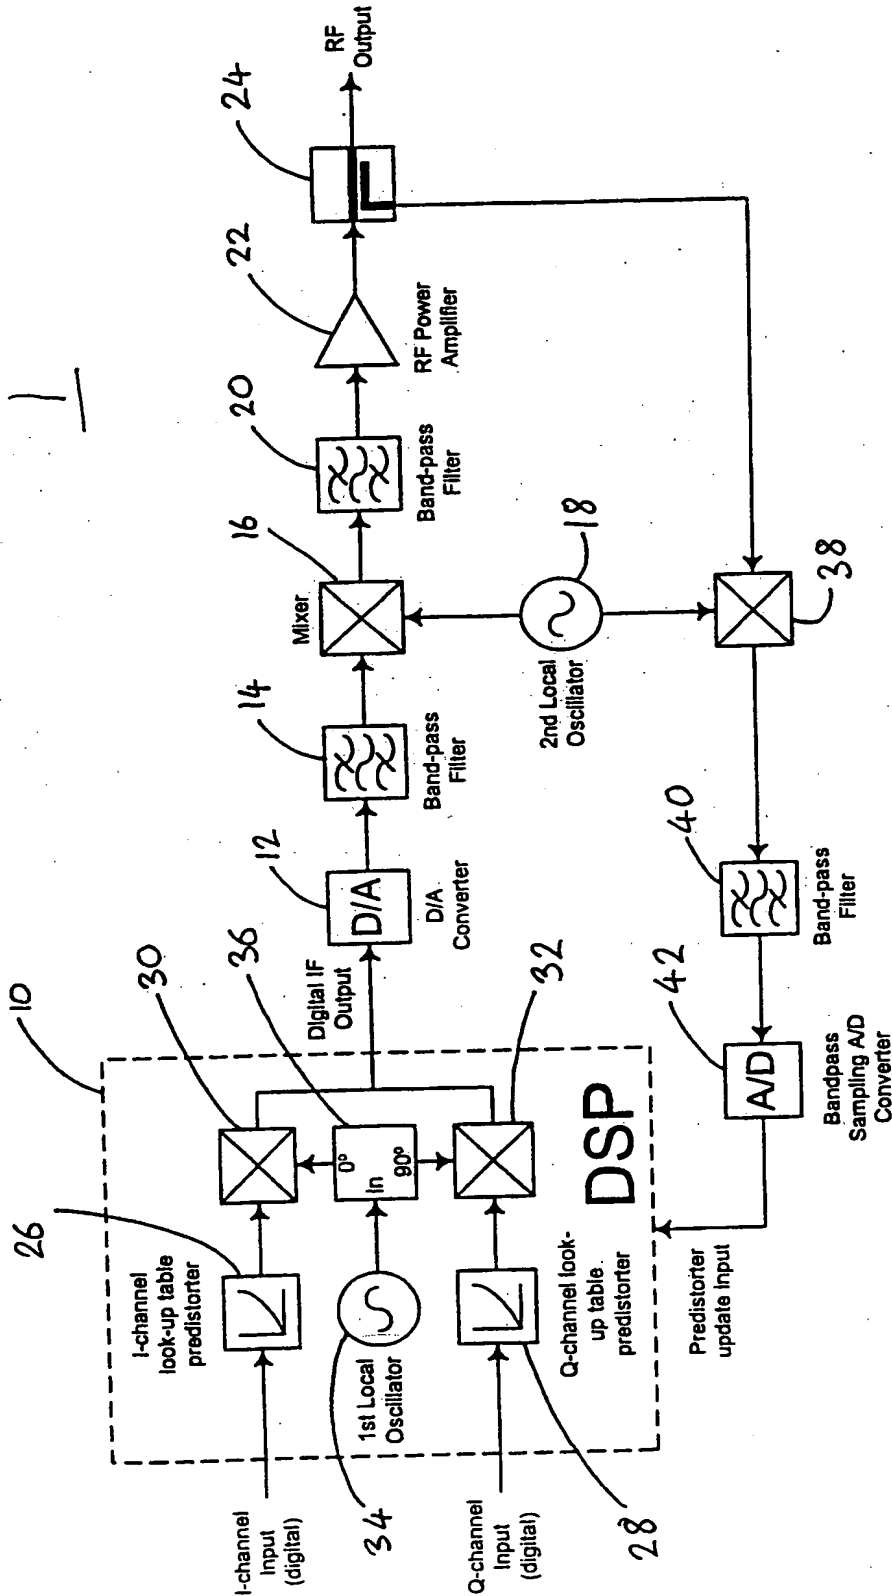 1
10
26
I-channel
look-up table
predistorter
30
36
0º
In
90º
32
Digital IF
Output
12
D/A
D/A
Converter
14
Band-pass
Filter
16
Mixer
20
Band-pass
Filter
22
RF Power
Amplifier
24
RF
Output
I-channel
Input
(digital)
34
1st Local
Oscillator
Q-channel
Input
(digital)
28
Q-channel look-
up table
predistorter
DSP
Predistorter
update Input
42
A/D
Bandpass
Sampling A/D
Converter
40
Band-pass
Filter
2nd Local
Oscillator
18
38